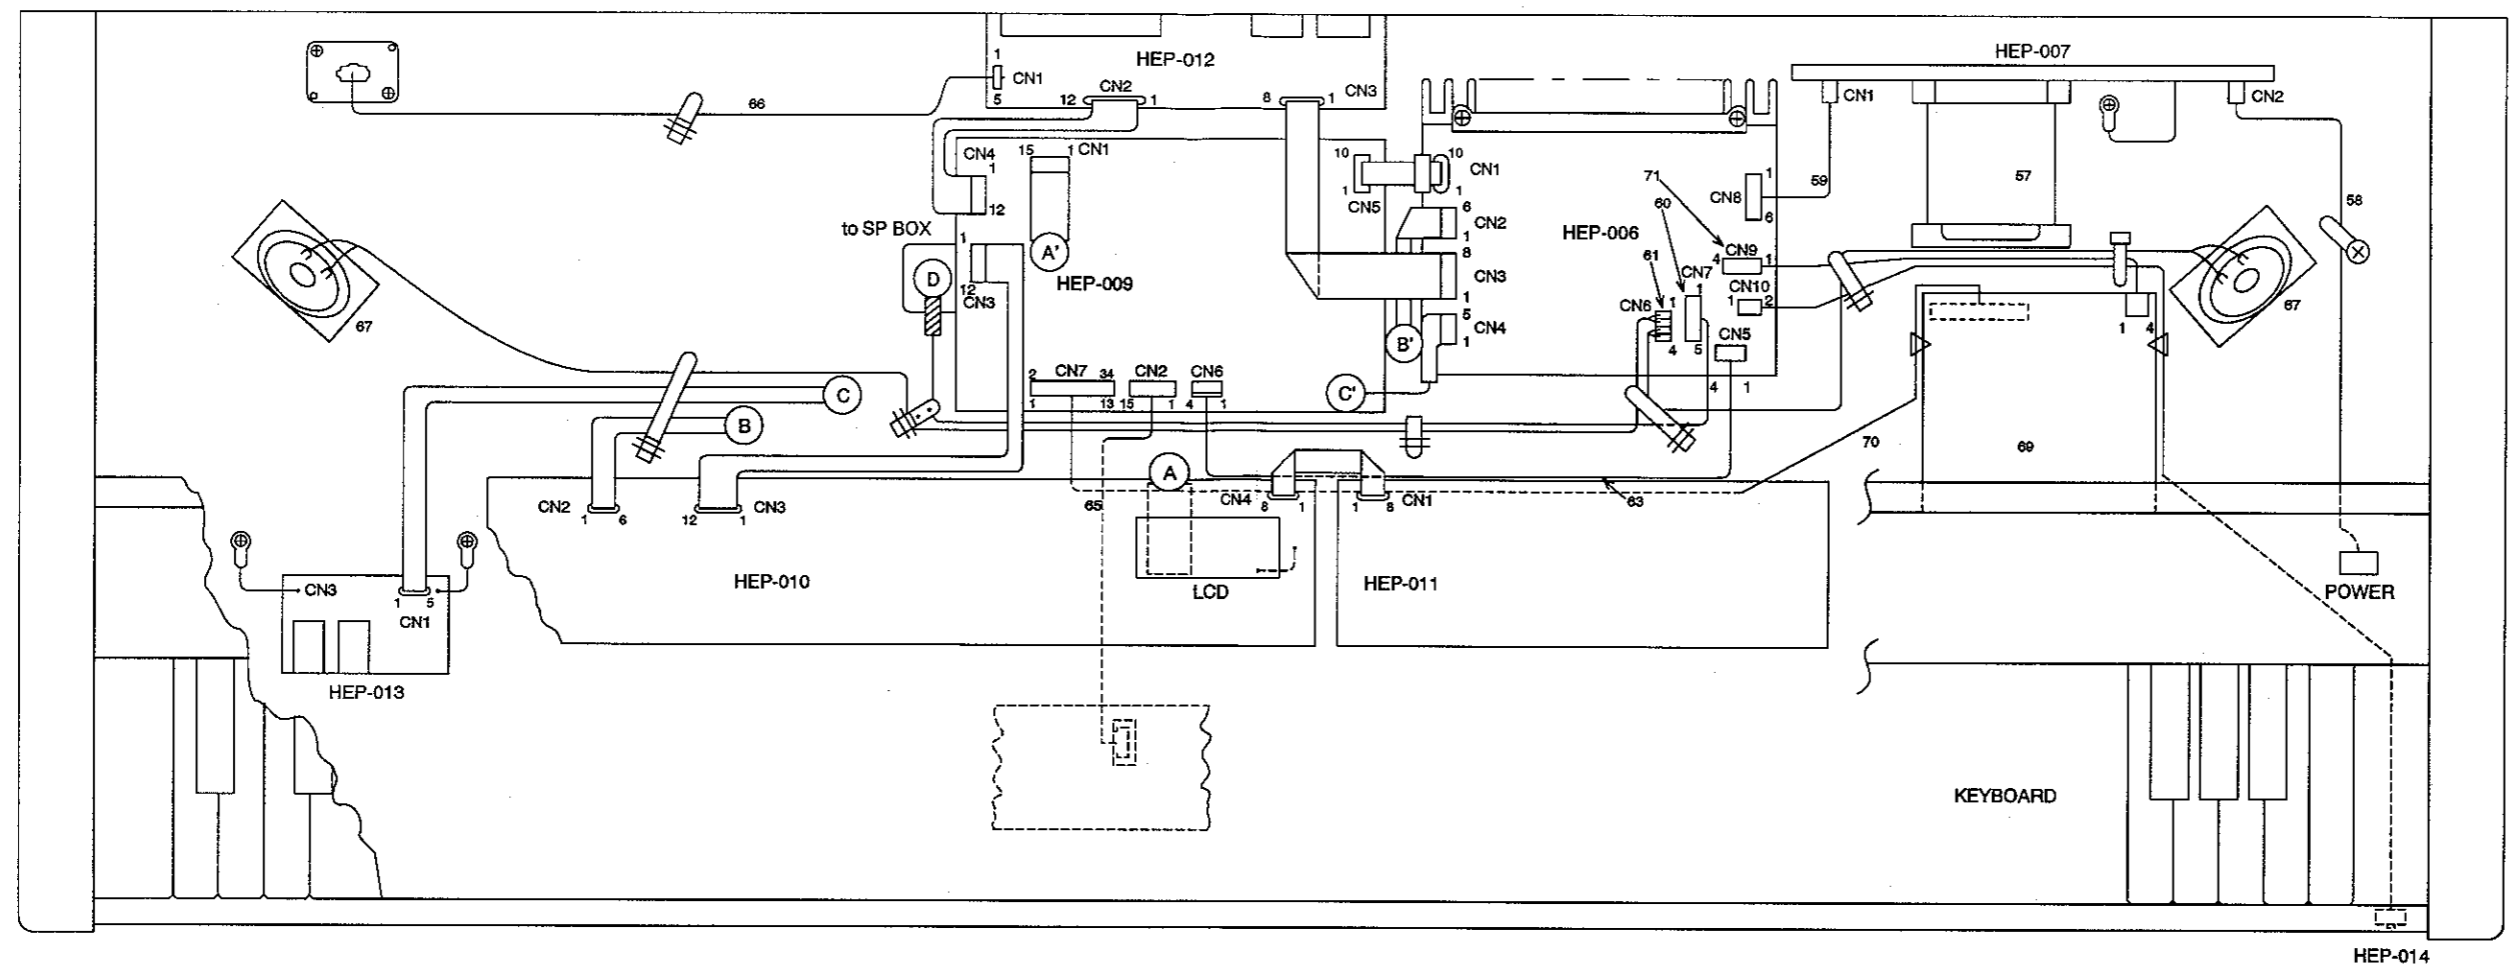 HEP-012
HEP-007
1
CN1
5
66
12
CN2
1
8
1
CN3
CN1
CN2
CN4
1
12
15
1
CN1
10
1
CN5
10
CN1
1
71
60
CN8
1
6
59
57
58
to SP BOX
1
D
12
CN3
A'
HEP-009
6
CN2
1
8
CN3
1
5
CN4
1
B'
HEP-006
61
CN9
4
1
CN7
1
5
CN10
1
2
CN6
1
4
CN5
4
1
67
67
1
4
2
CN7
34
1
13
CN2
15
1
CN6
4
1
C'
C
B
A
70
69
CN2
1
6
12
CN3
1
65
CN4
8
1
1
8
CN1
63
CN3
1
5
CN1
HEP-013
HEP-010
LCD
HEP-011
POWER
KEYBOARD
HEP-014